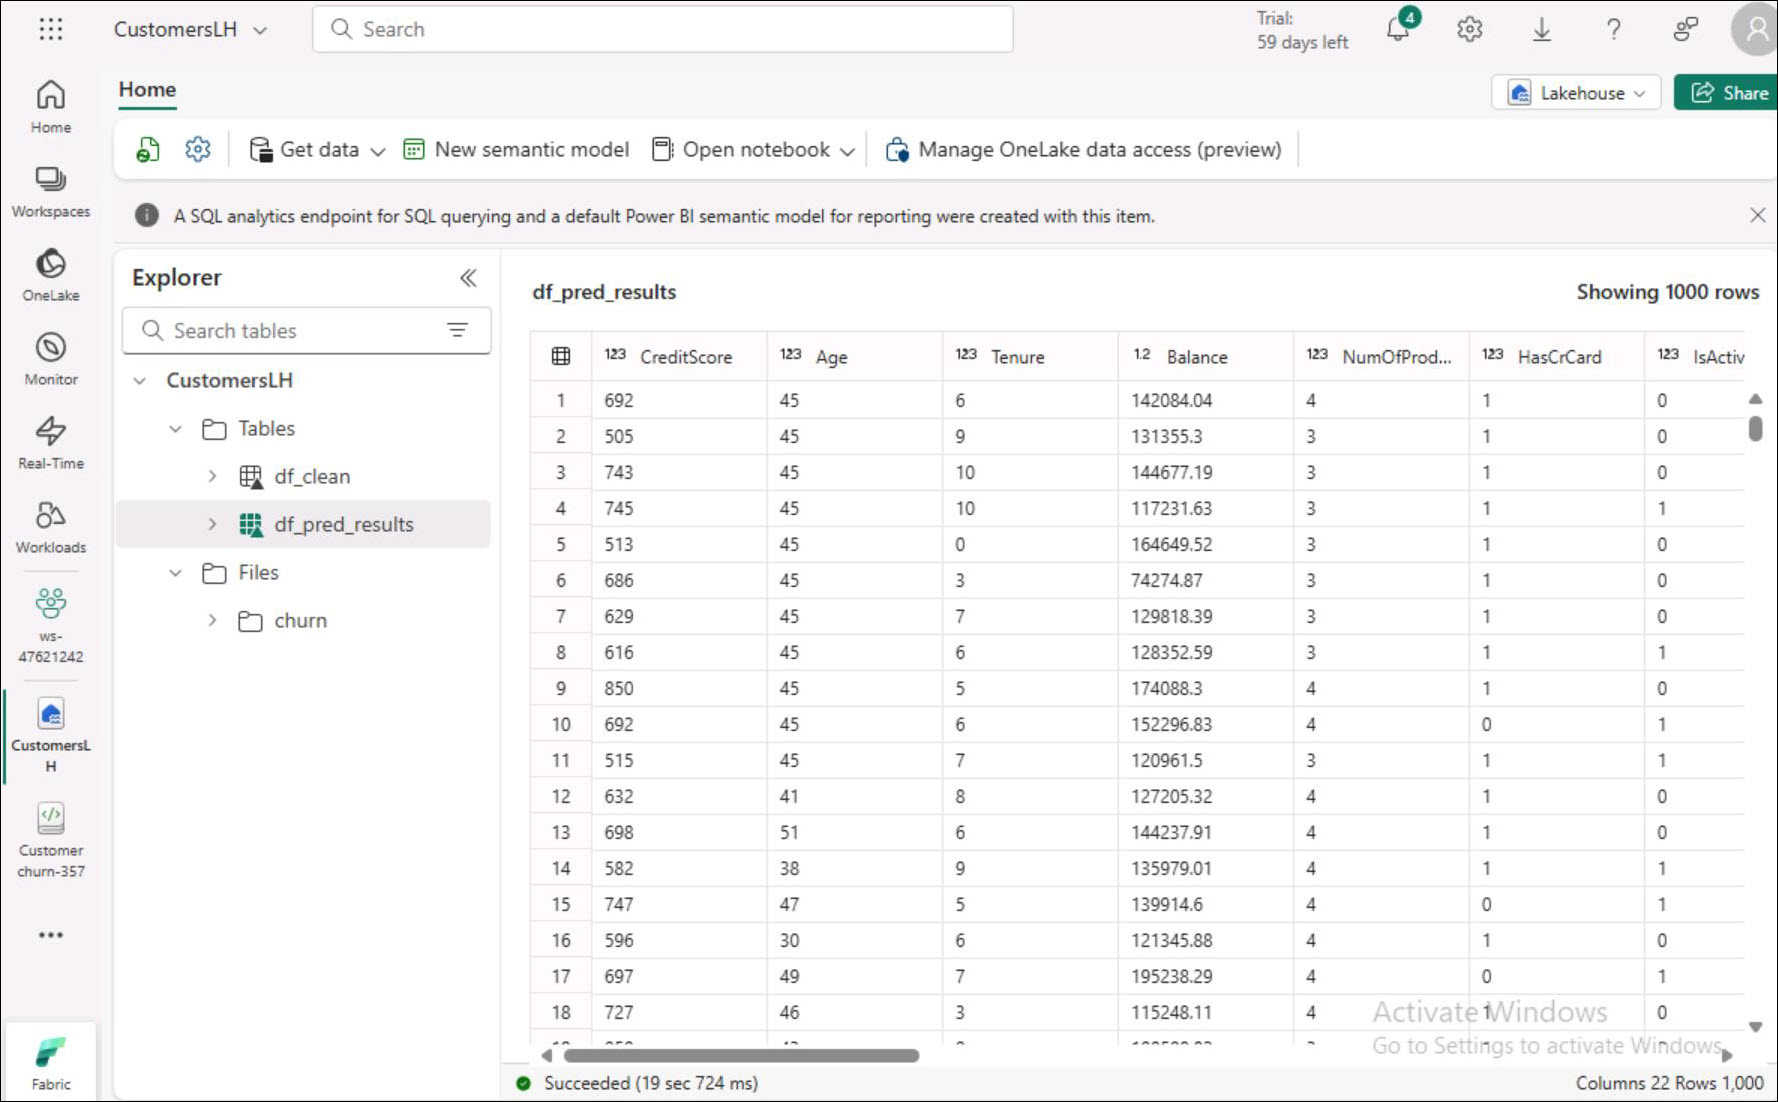 CustomersLH
Search
Trial:
59 days left
4
Home
Lakehouse
Share
Get data
New semantic model
Open notebook
Manage OneLake data access (preview)
A SQL analytics endpoint for SQL querying and a default Power BI semantic model for reporting were created with this item.
Home
Workspaces
OneLake
Monitor
Real-Time
Workloads
ws-
47621242
CustomersL
H
Customer
churn-357
Fabric
Explorer
Search tables
CustomersLH
Tables
df_clean
df_pred_results
Files
churn
df_pred_results
Showing 1000 rows
123 CreditScore 123 Age 123 Tenure 1.2 Balance 123 NumOfProd... 123 HasCrCard 123 IsActiv
1 692 45 6 142084.04 4 1 0
2 505 45 9 131355.3 3 1 0
3 743 45 10 144677.19 3 1 0
4 745 45 10 117231.63 3 1 1
5 513 45 0 164649.52 3 1 0
6 686 45 3 74274.87 3 1 0
7 629 45 7 129818.39 3 1 0
8 616 45 6 128352.59 3 1 1
9 850 45 5 174088.3 4 1 0
10 692 45 6 152296.83 4 0 1
11 515 45 7 120961.5 3 1 1
12 632 41 8 127205.32 4 1 0
13 698 51 6 144237.91 4 1 0
14 582 38 9 135979.01 4 1 1
15 747 47 5 139914.6 4 0 1
16 596 30 6 121345.88 4 1 0
17 697 49 7 195238.29 4 0 1
18 727 46 3 115248.11 4 1 0
Activate Windows
Go to Settings to activate Windows.
Succeeded (19 sec 724 ms)
Columns 22 Rows 1,000